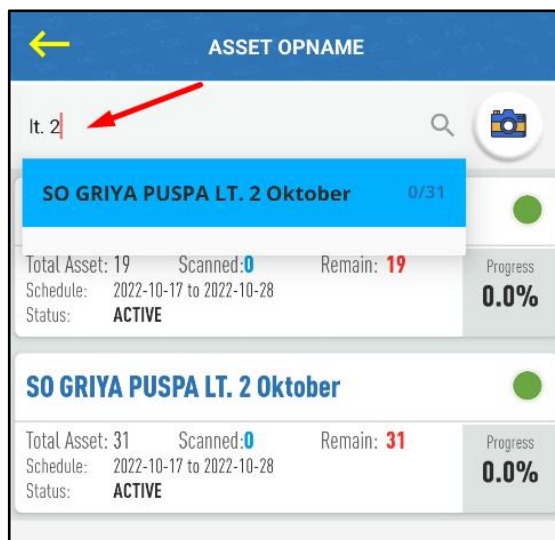 ASSET OPNAME
lt. 2
SO GRIYA PUSPA LT. 2 Oktober 0/31
Total Asset: 19 Scanned:0 Remain: 19
Schedule: 2022-10-17 to 2022-10-28
Status: ACTIVE
Progress
0.0%
SO GRIYA PUSPA LT. 2 Oktober
Total Asset: 31 Scanned:0 Remain: 31
Schedule: 2022-10-17 to 2022-10-28
Status: ACTIVE
Progress
0.0%